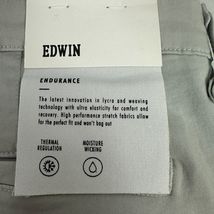 EDWIN
ENDURANCE
The latest innovation in lycra and weaving
technology with ultra elasticity for comfort and
recovery. High performance stretch fabrics allow
for the perfect fit and won't bag out
THERMAL
REGULATION
MOISTURE
WICKING